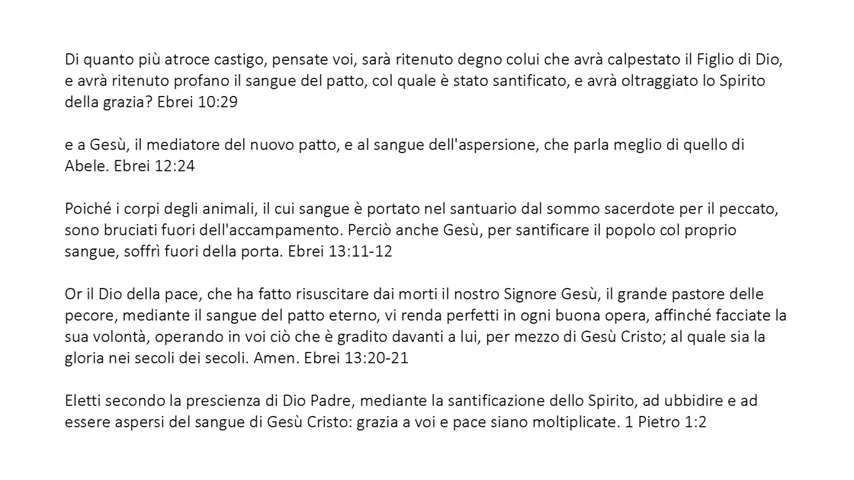 Di quanto più atroce castigo, pensate voi, sarà ritenuto degno colui che avrà calpestato il Figlio di Dio,
e avrà ritenuto profano il sangue del patto, col quale è stato santificato, e avrà oltraggiato lo Spirito
della grazia? Ebrei 10:29
e a Gesù, il mediatore del nuovo patto, e al sangue dell'aspersione, che parla meglio di quello di
Abele. Ebrei 12:24
Poiché i corpi degli animali, il cui sangue è portato nel santuario dal sommo sacerdote per il peccato,
sono bruciati fuori dell'accampamento. Perciò anche Gesù, per santificare il popolo col proprio
sangue, soffrì fuori della porta. Ebrei 13:11-12
Or il Dio della pace, che ha fatto risuscitare dai morti il nostro Signore Gesù, il grande pastore delle
pecore, mediante il sangue del patto eterno, vi renda perfetti in ogni buona opera, affinché facciate la
sua volontà, operando in voi ciò che è gradito davanti a lui, per mezzo di Gesù Cristo; al quale sia la
gloria nei secoli dei secoli. Amen. Ebrei 13:20-21
Eletti secondo la prescienza di Dio Padre, mediante la santificazione dello Spirito, ad ubbidire e ad
essere aspersi del sangue di Gesù Cristo: grazia a voi e pace siano moltiplicate. 1 Pietro 1:2